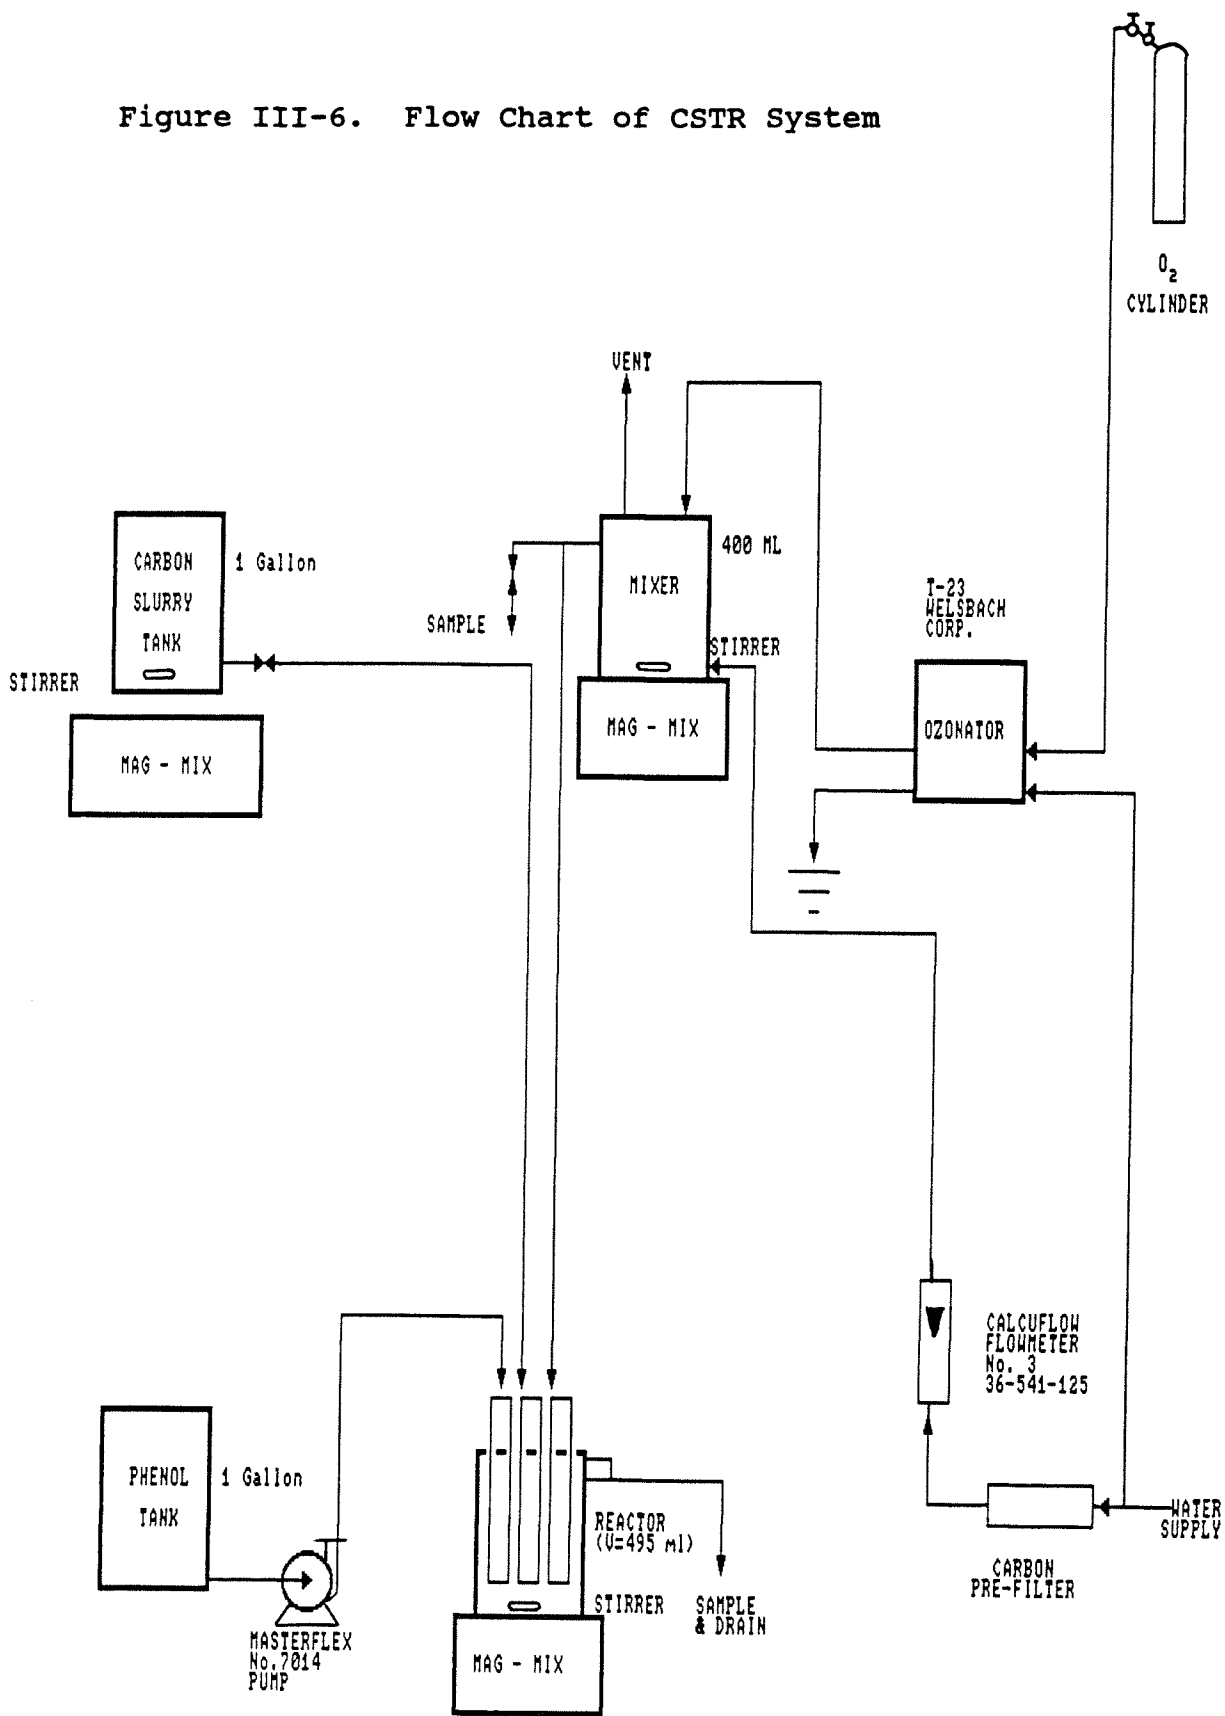 Figure III-6. Flow Chart of CSTR System
O2
CYLINDER
VENT
400 ML
MIXER
STIRRER
MAG - MIX
CARBON
SLURRY
TANK
1 Gallon
STIRRER
MAG - MIX
SAMPLE
T-23
WELSBACH
CORP.
OZONATOR
CALCUFLOW
FLOWMETER
No. 3
36-541-125
WATER
SUPPLY
CARBON
PRE-FILTER
PHENOL
TANK
1 Gallon
MASTERFLEX
No.7014
PUMP
REACTOR
(V=495 ml)
STIRRER
MAG - MIX
SAMPLE
& DRAIN